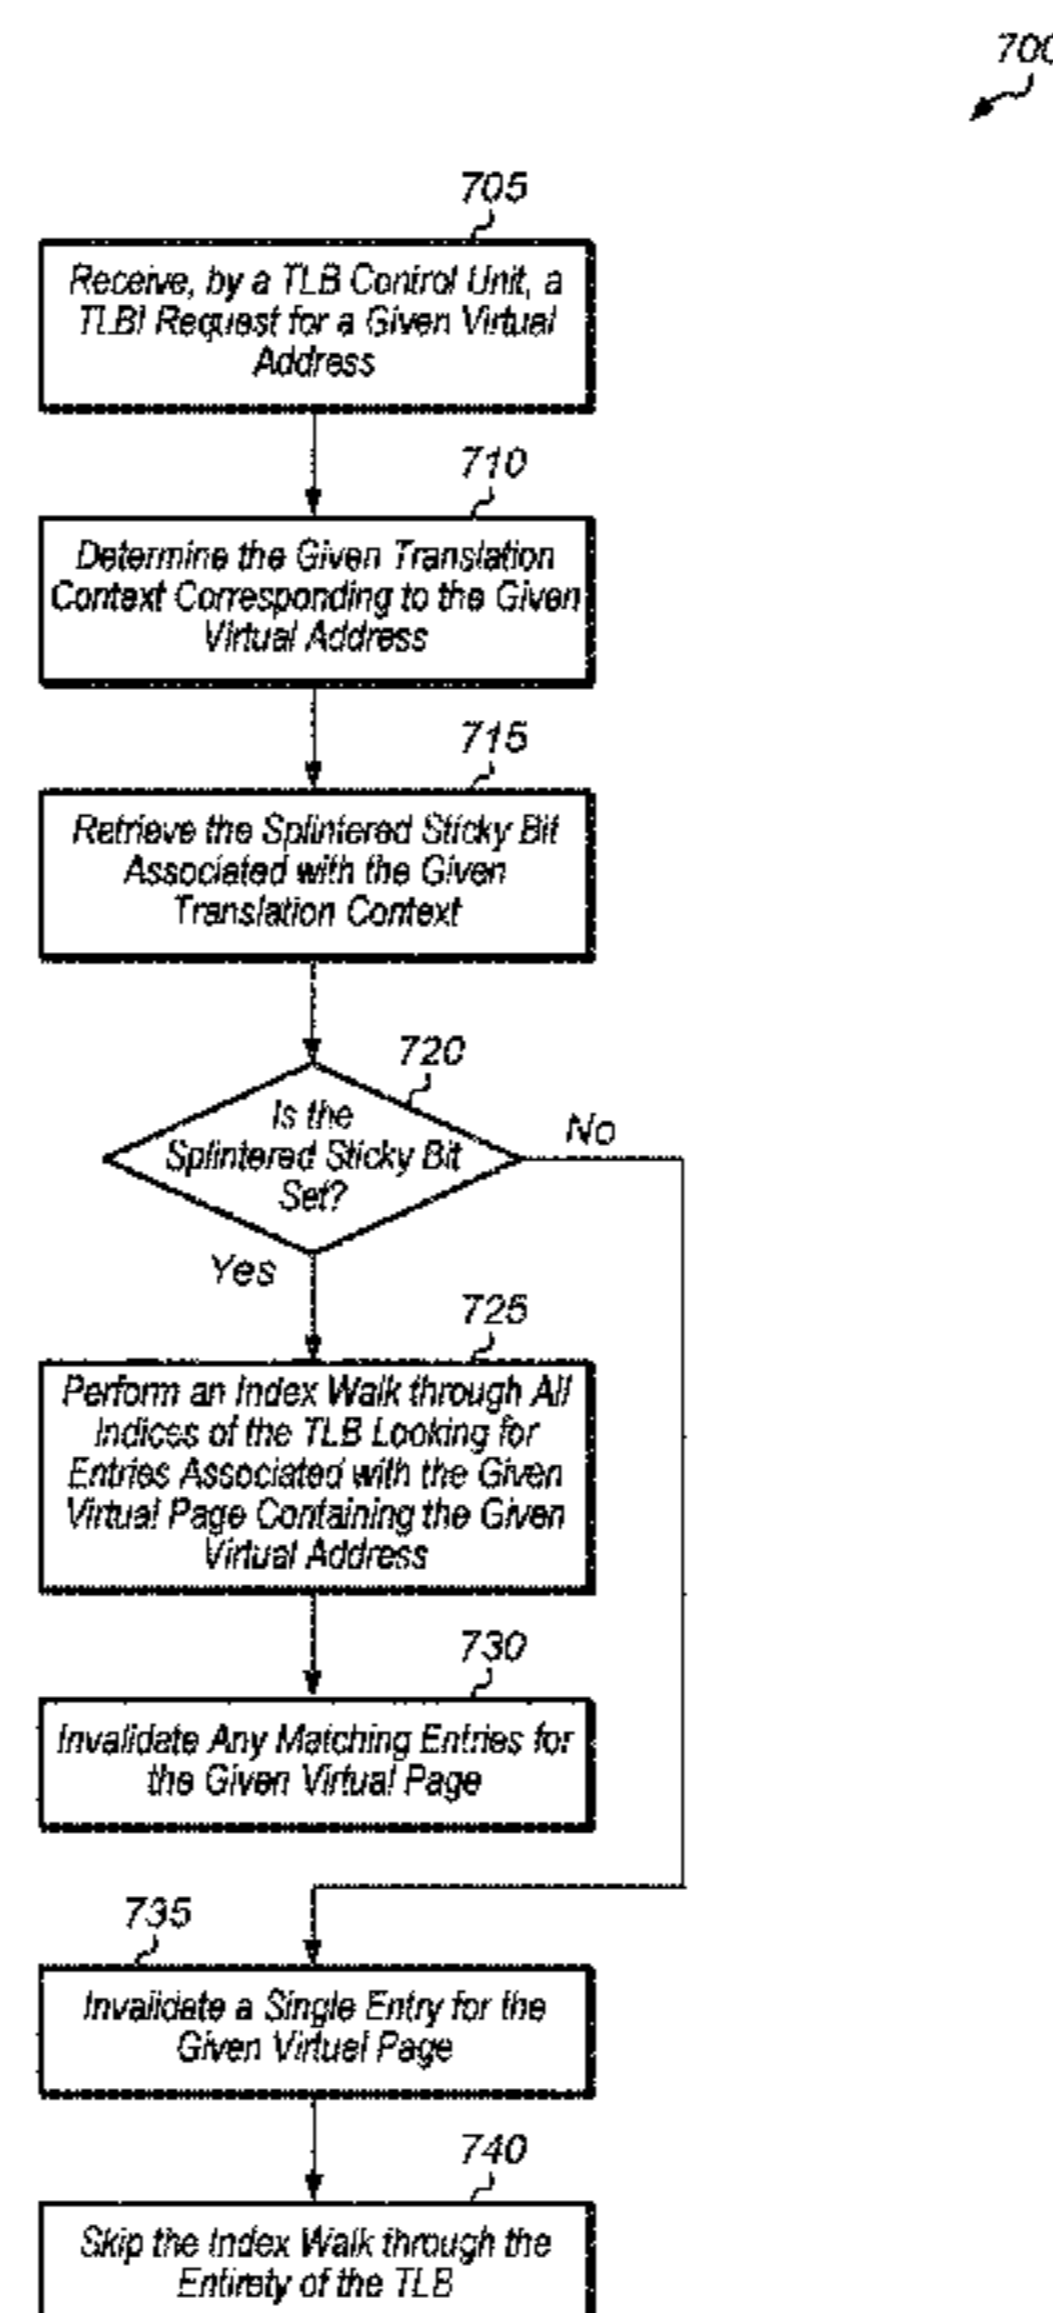 700
705
Receive, by a TLB Control Unit, a
TLBI Request for a Given Virtual
Address
710
Determine the Given Translation
Context Corresponding to the Given
Virtual Address
715
Retrieve the Splintered Sticky Bit
Associated with the Given
Translation Context
720
Is the
Splintered Sticky Bit
Set?
No
Yes
725
Perform an Index Walk through All
Indices of the TLB Looking for
Entries Associated with the Given
Virtual Page Containing the Given
Virtual Address
730
Invalidate Any Matching Entries for
the Given Virtual Page
735
Invalidate a Single Entry for the
Given Virtual Page
740
Skip the Index Walk through the
Entirety of the TLB